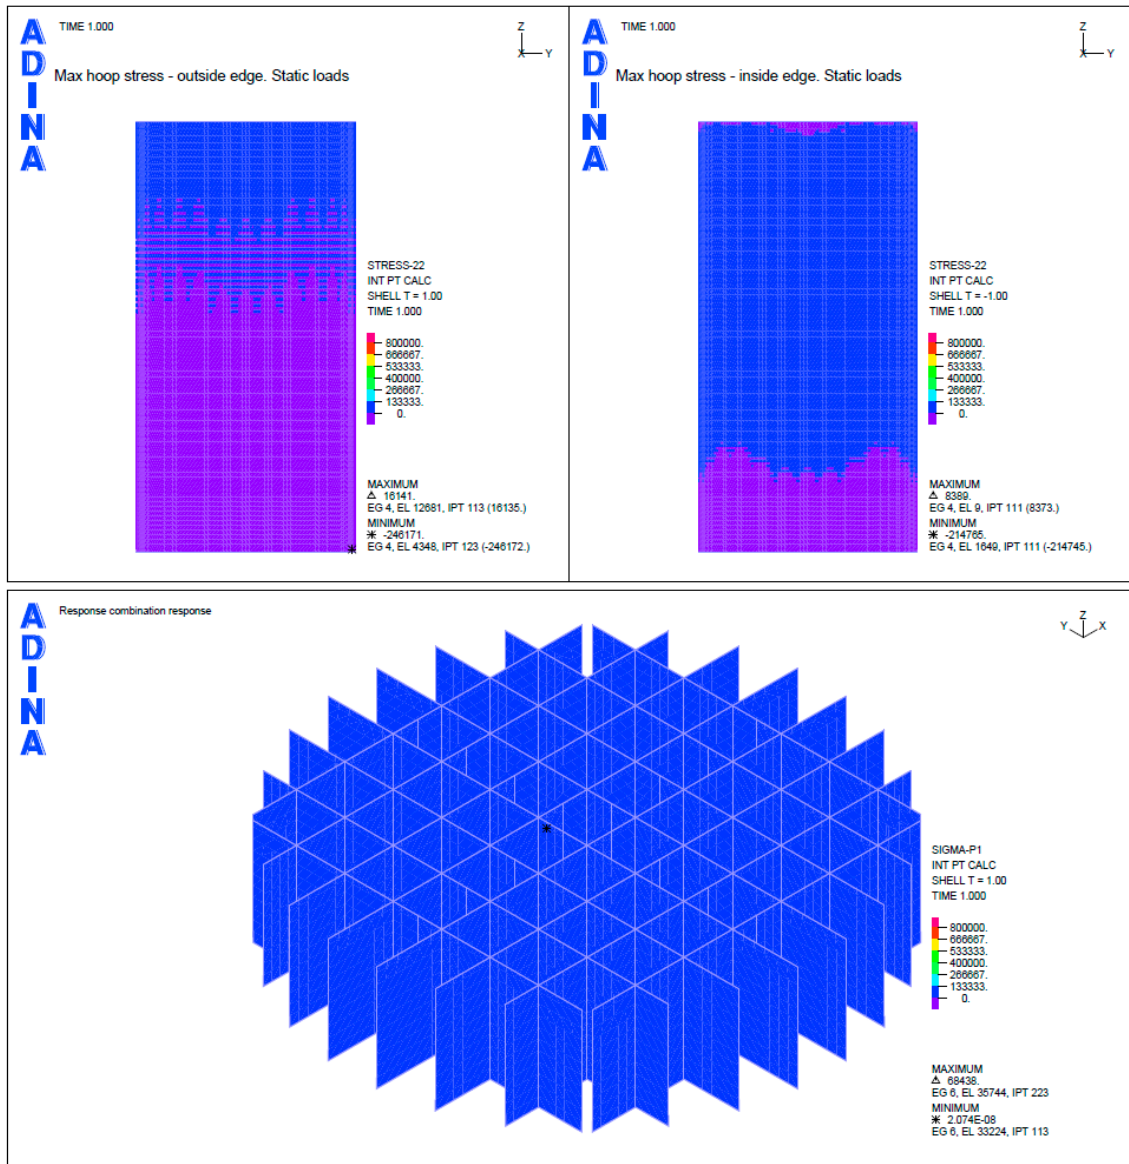 ADINA
TIME 1.000
Z
X Y
Max hoop stress - outside edge. Static loads
STRESS-22
INT PT CALC
SHELL T = 1.00
TIME 1.000
800000.
666667.
533333.
400000.
266667.
133333.
0.
MAXIMUM
Δ 16141.
EG 4, EL 12681, IPT 113 (16135.)
MINIMUM
* -246171.
EG 4, EL 4348, IPT 123 (-246172.)
ADINA
TIME 1.000
Z
X Y
Max hoop stress - inside edge. Static loads
STRESS-22
INT PT CALC
SHELL T = -1.00
TIME 1.000
800000.
666667.
533333.
400000.
266667.
133333.
0.
MAXIMUM
Δ 8389.
EG 4, EL 9, IPT 111 (8373.)
MINIMUM
* -214765.
EG 4, EL 1649, IPT 111 (-214745.)
ADINA
Response combination response
Z
Y X
SIGMA-P1
INT PT CALC
SHELL T = 1.00
TIME 1.000
800000.
666667.
533333.
400000.
266667.
133333.
0.
MAXIMUM
Δ 68438.
EG 6, EL 35744, IPT 223
MINIMUM
* 2.074E-08
EG 6, EL 33224, IPT 113